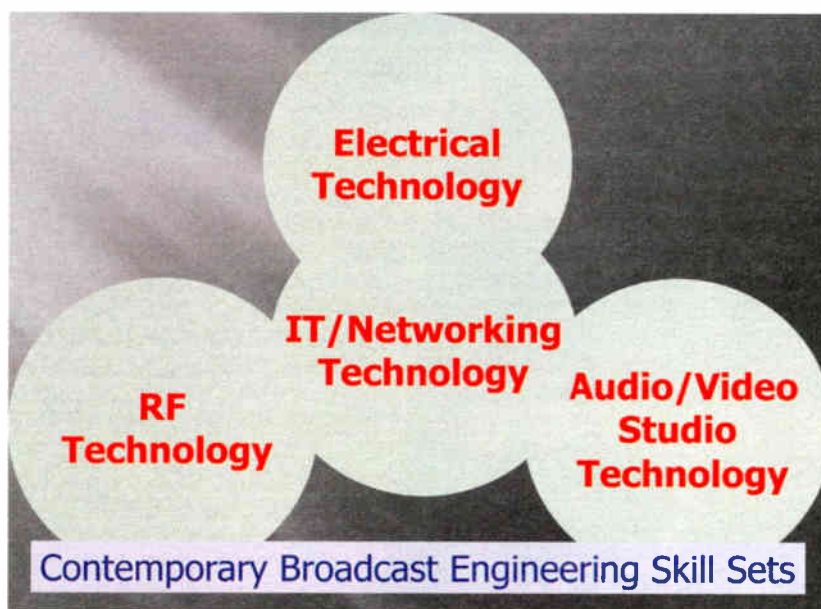 Electrical
Technology
IT/Networking
Technology
RF
Technology
Audio/Video
Studio
Technology
Contemporary Broadcast Engineering Skill Sets